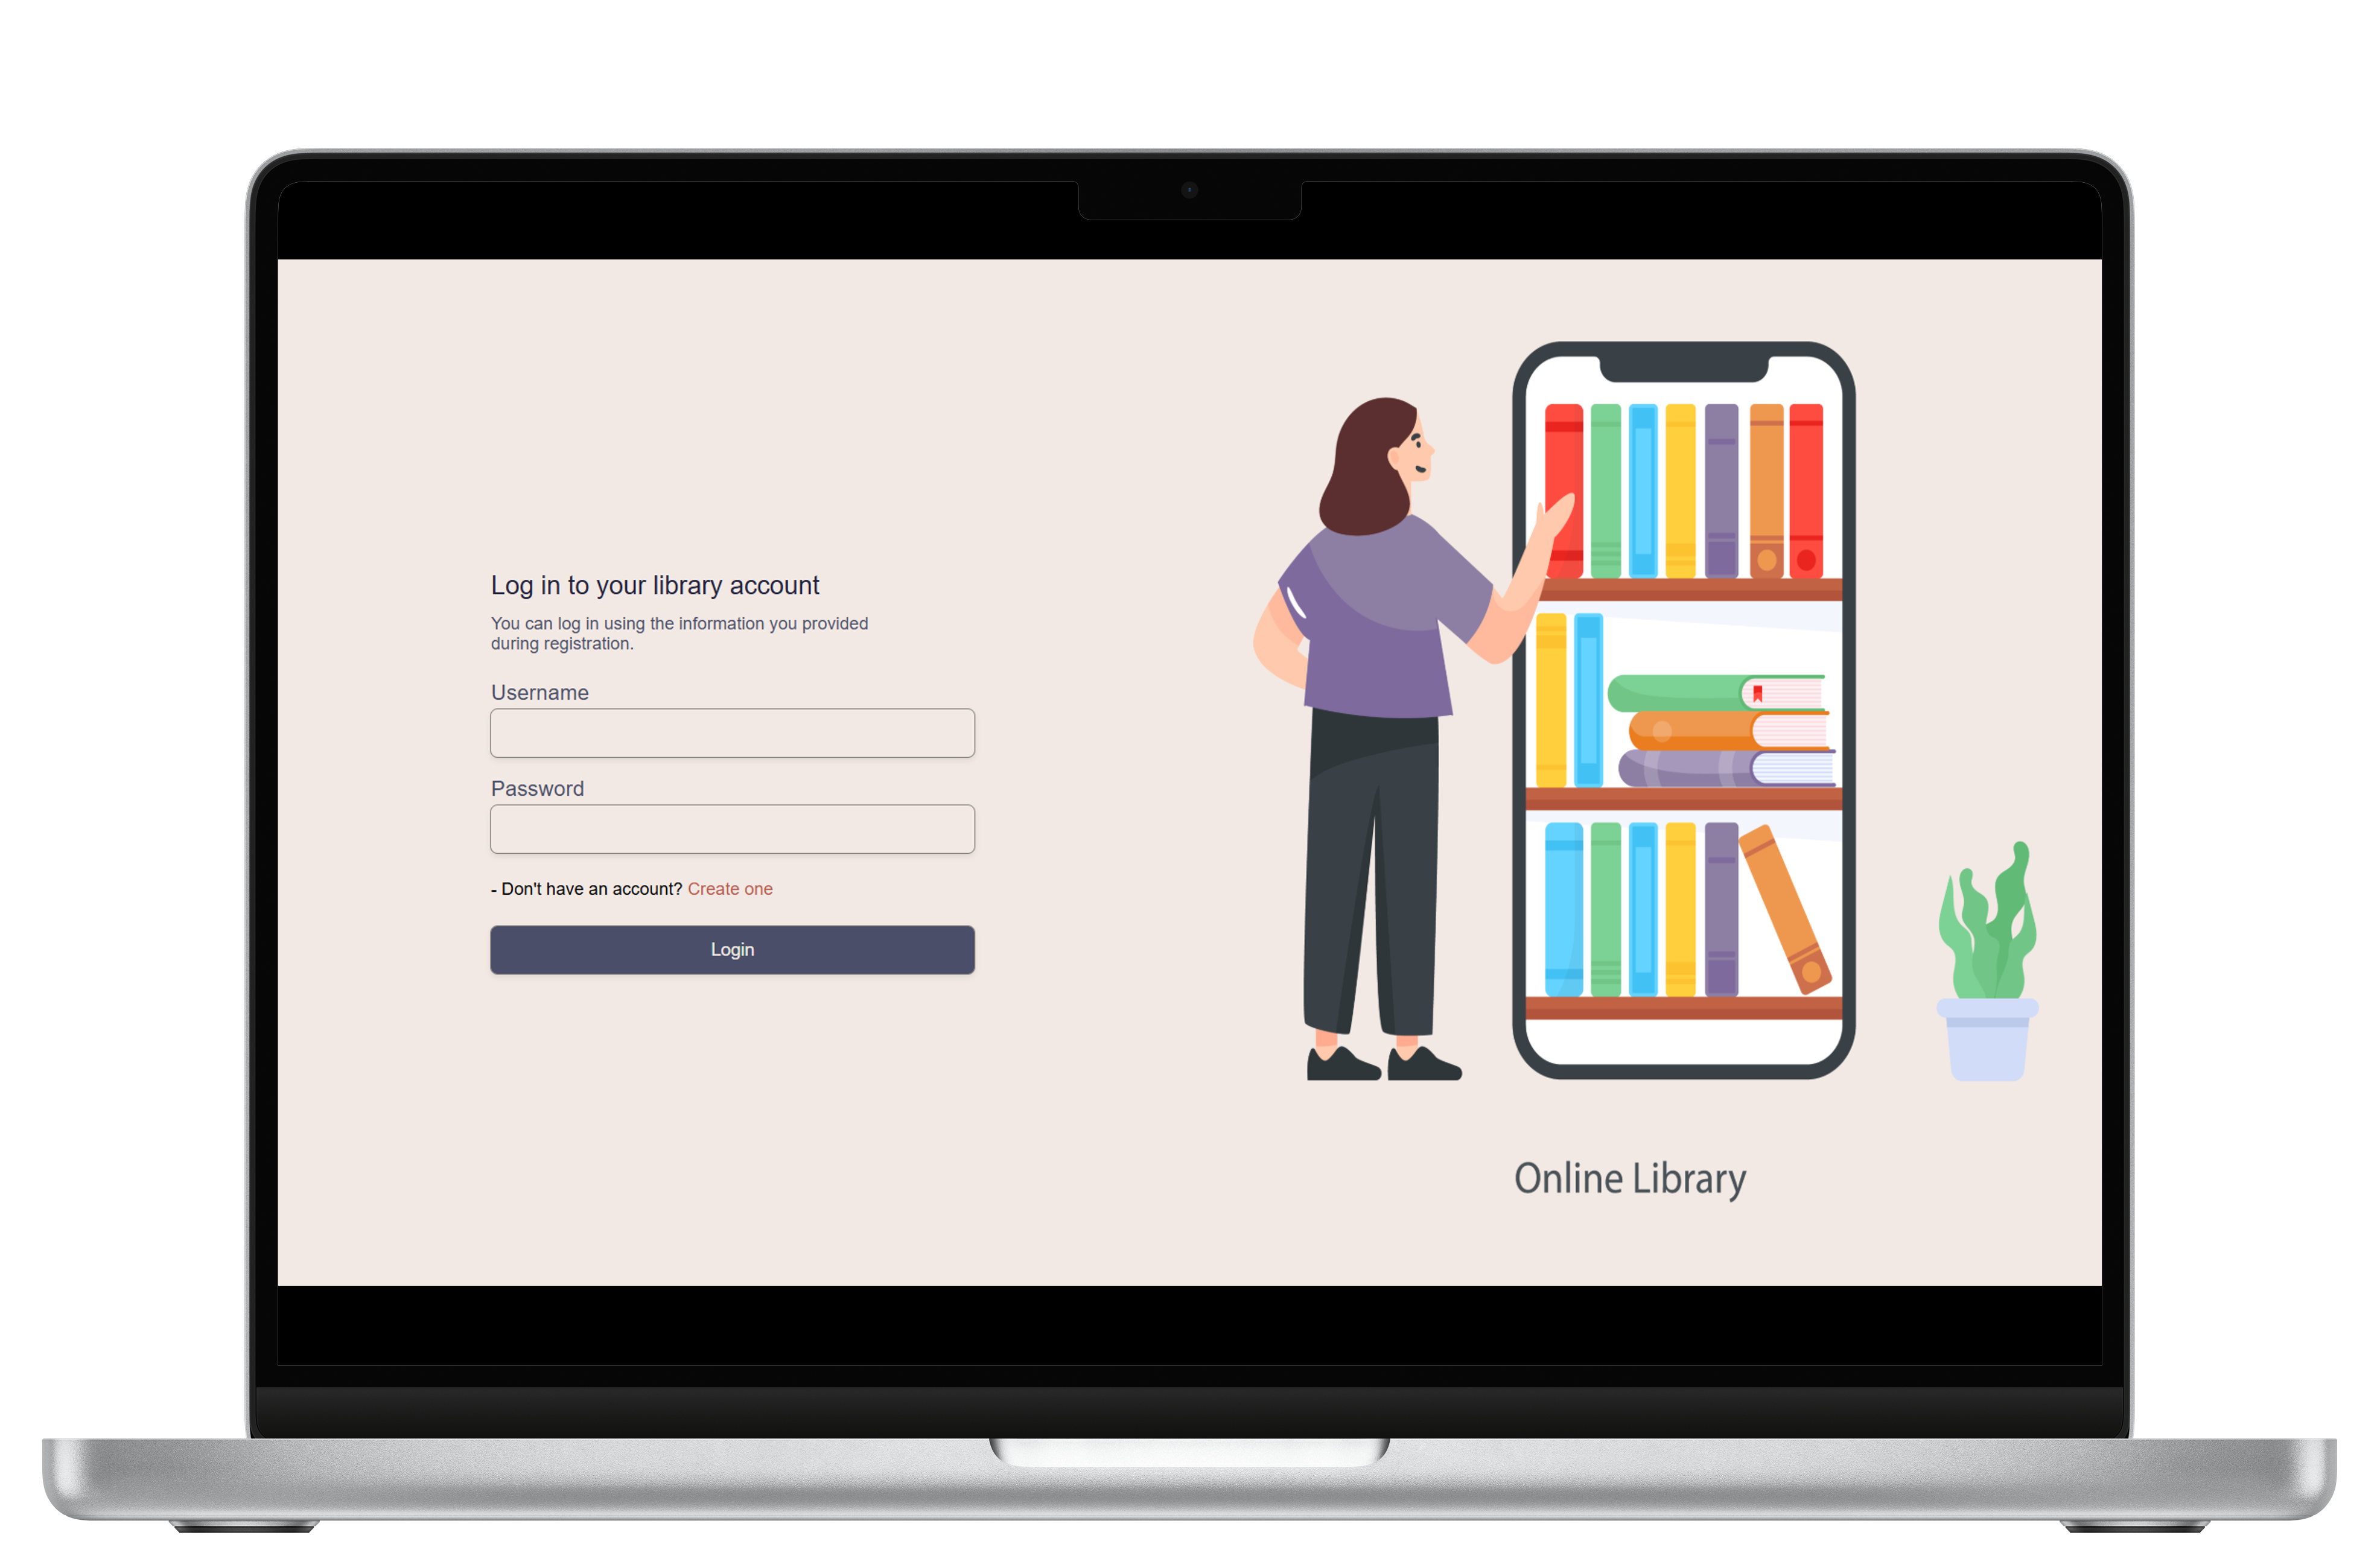 Log in to your library account
You can log in using the information you provided
during registration.
Username
Password
- Don't have an account? Create one
Login
Online Library